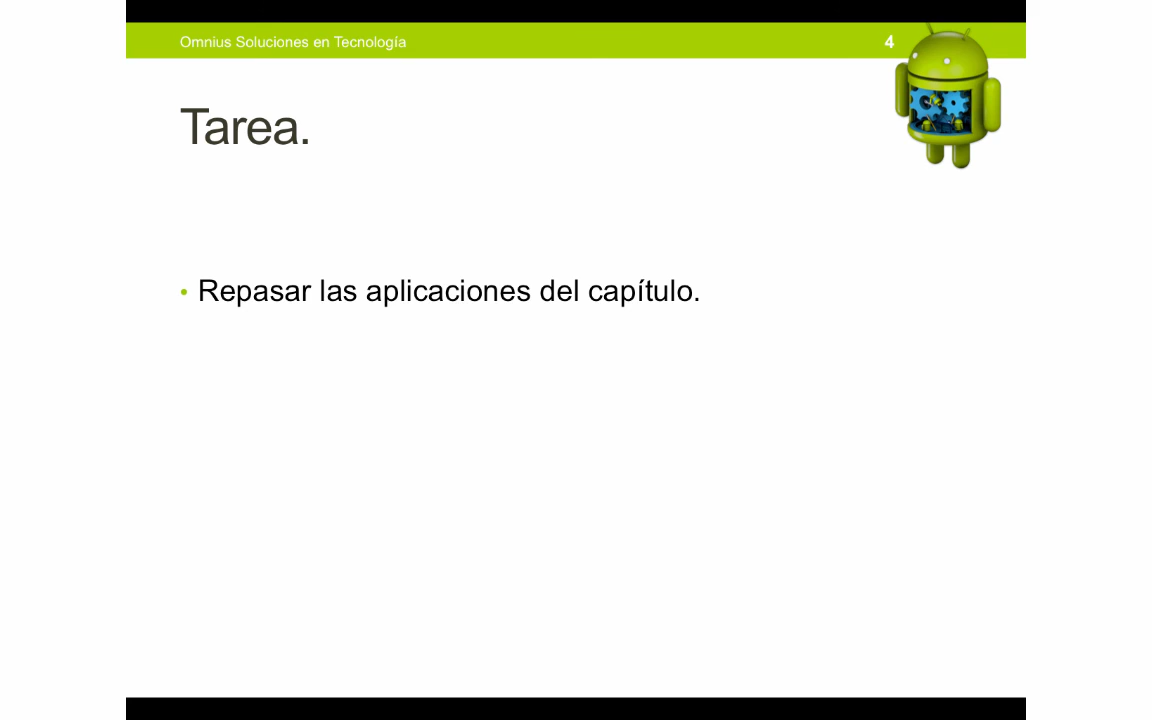 Omnius Soluciones en Tecnología 4
Tarea.
• Repasar las aplicaciones del capítulo.